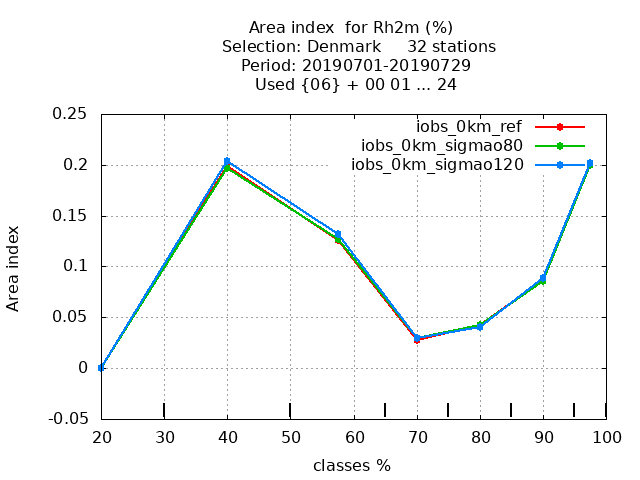 Area index  for Rh2m (%)
Selection: Denmark     32 stations
Period: 20190701-20190729
Used {06} + 00 01 ... 24
iobs_0km_ref
iobs_0km_sigmao80
iobs_0km_sigmao120
0.25
0.2
0.15
0.1
0.05
0
-0.05
Area index
20 30 40 50 60 70 80 90 100
classes %